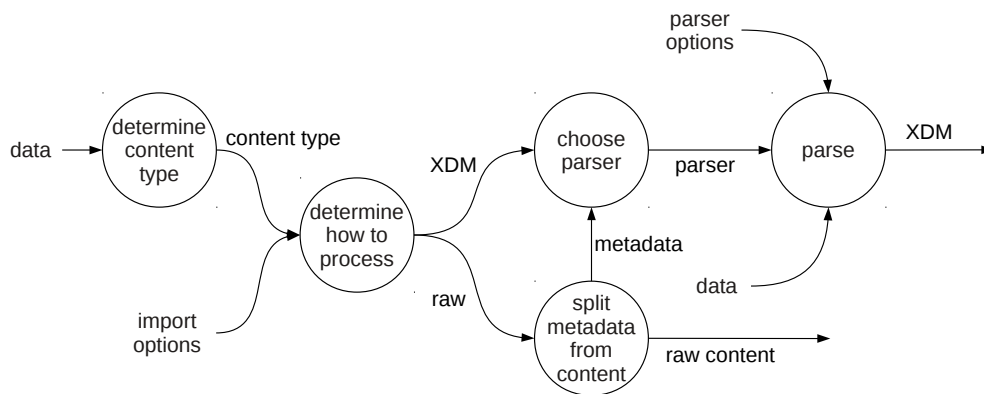 parser
options
data
determine
content
type
content type
XDM
choose
parser
parser
parse
XDM
determine
how to
process
metadata
import
options
raw
split
metadata
from
content
raw content
data